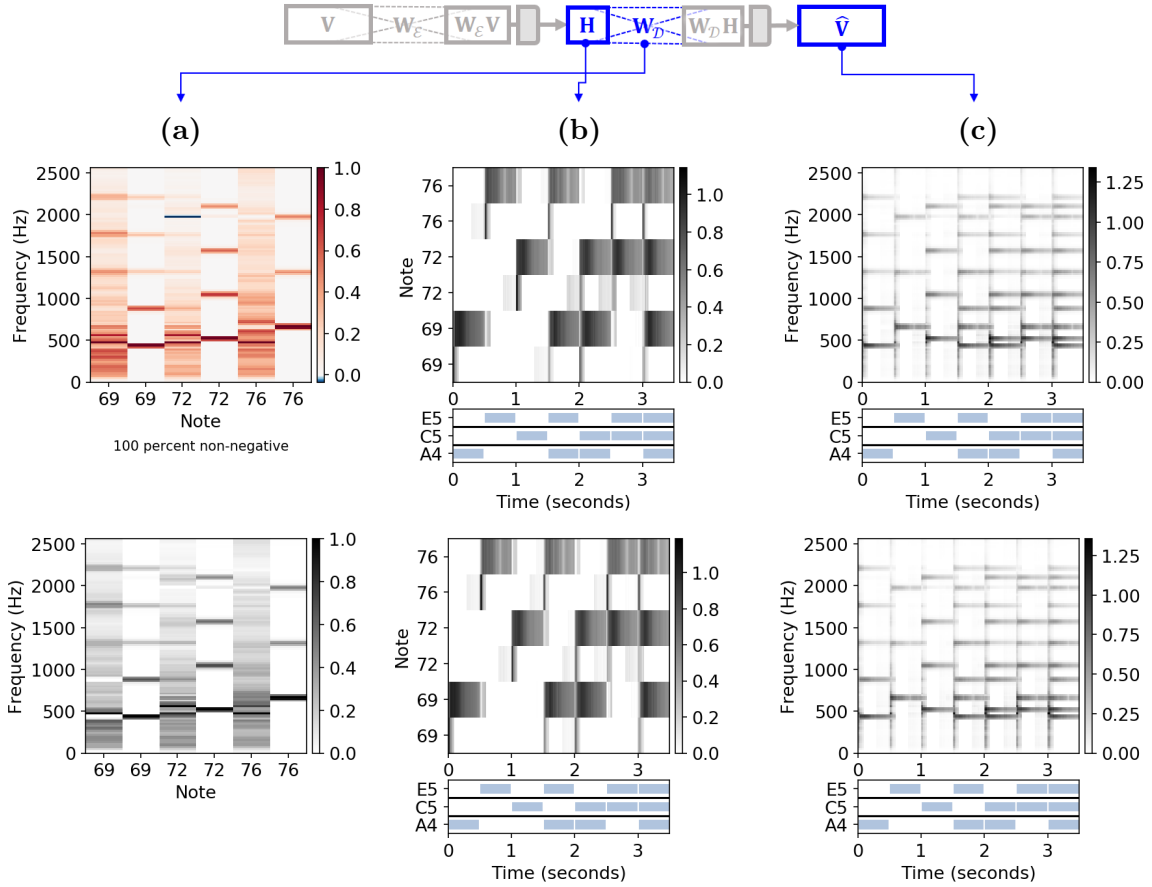 V W_ℰ W_ℰV H W_𝒟 W_𝒟H V̂
(a) (b) (c)
Frequency (Hz)
2500
2000
1500
1000
500
0
69 69 72 72 76 76
Note
100 percent non-negative
1.0
0.8
0.6
0.4
0.2
0.0
Note
76
76
72
72
69
69
0 1 2 3
1.0
0.8
0.6
0.4
0.2
0.0
E5
C5
A4
Time (seconds)
Frequency (Hz)
2500
2000
1500
1000
500
0
0 1 2 3
1.25
1.00
0.75
0.50
0.25
0.00
E5
C5
A4
Time (seconds)
Frequency (Hz)
2500
2000
1500
1000
500
0
69 69 72 72 76 76
Note
1.0
0.8
0.6
0.4
0.2
0.0
Note
76
76
72
72
69
69
0 1 2 3
1.0
0.8
0.6
0.4
0.2
0.0
E5
C5
A4
0 1 2 3
Time (seconds)
Frequency (Hz)
2500
2000
1500
1000
500
0
0 1 2 3
1.25
1.00
0.75
0.50
0.25
0.00
E5
C5
A4
0 1 2 3
Time (seconds)